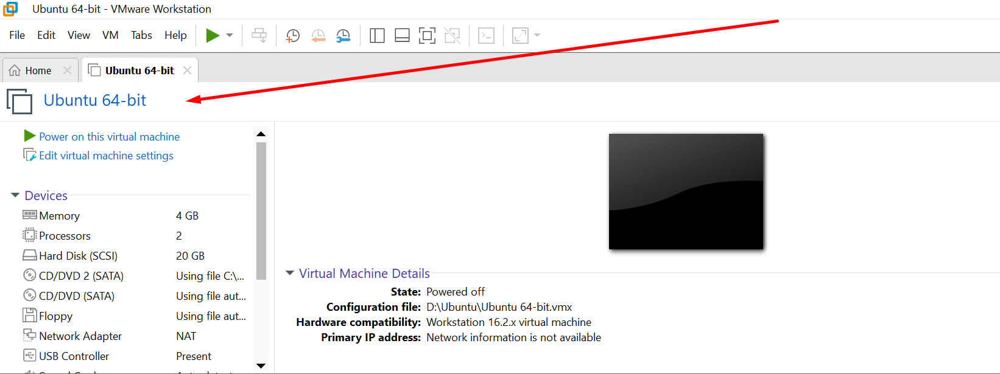 Ubuntu 64-bit - VMware Workstation
File Edit View VM Tabs Help
Home Ubuntu 64-bit
Ubuntu 64-bit
Power on this virtual machine
Edit virtual machine settings
Devices
Memory 4 GB
Processors 2
Hard Disk (SCSI) 20 GB
CD/DVD 2 (SATA) Using file C:\...
CD/DVD (SATA) Using file aut...
Floppy Using file aut...
Network Adapter NAT
USB Controller Present
Virtual Machine Details
State: Powered off
Configuration file: D:\Ubuntu\Ubuntu 64-bit.vmx
Hardware compatibility: Workstation 16.2.x virtual machine
Primary IP address: Network information is not available